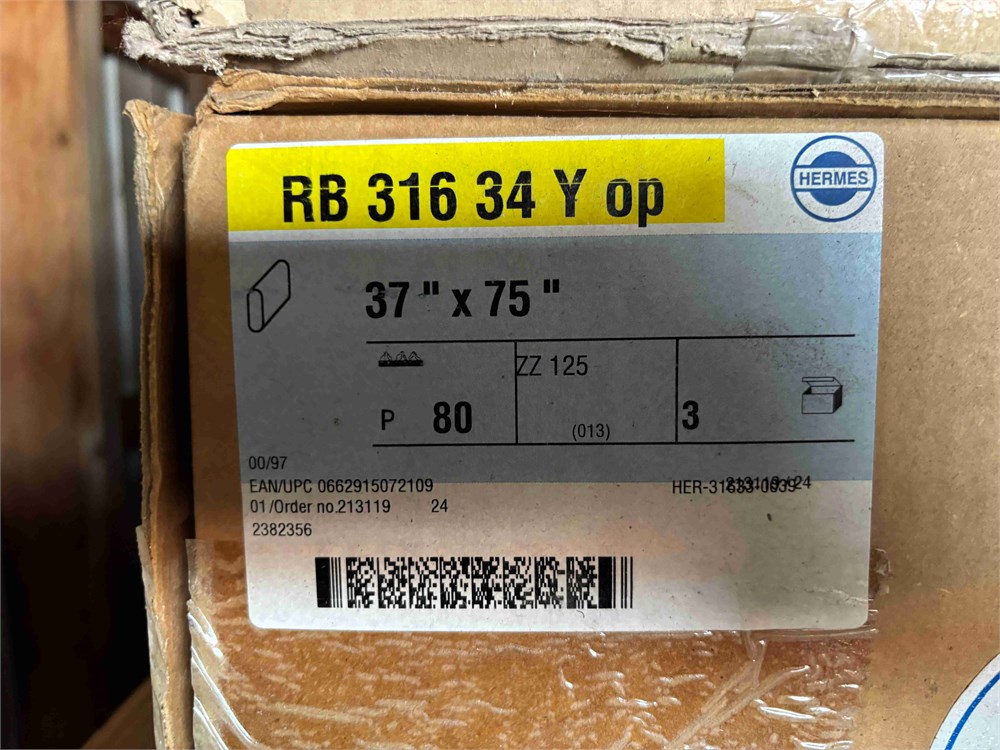 RB 316 34 Y op
HERMES
37 " x 75 "
ZZ 125
P 80
(013)
3
00/97
EAN/UPC 0662915072109
01/Order no.213119 24
2382356